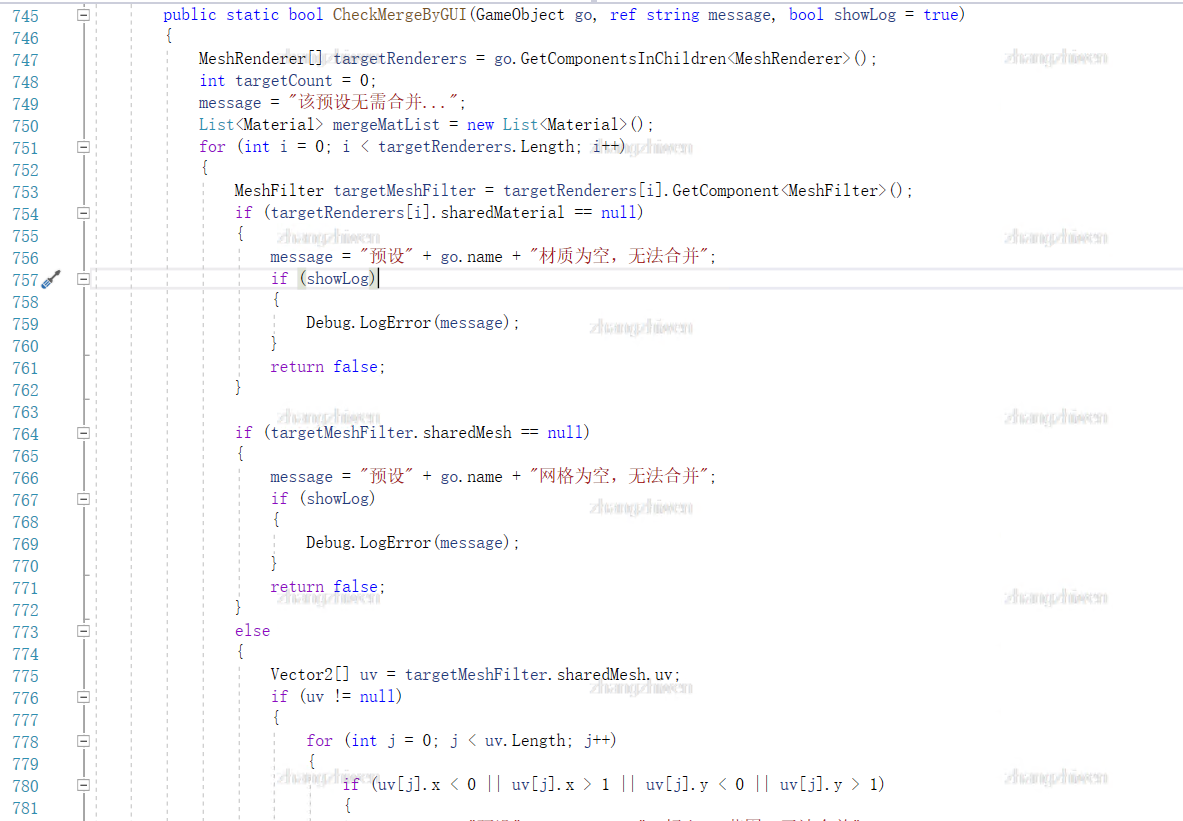 745 public static bool CheckMergeByGUI(GameObject go, ref string message, bool showLog = true)
746 {
747 MeshRenderer[] targetRenderers = go.GetComponentsInChildren<MeshRenderer>();
748 int targetCount = 0;
749 message = "该预设无需合并...";
750 List<Material> mergeMatList = new List<Material>();
751 for (int i = 0; i < targetRenderers.Length; i++)
752 {
753 MeshFilter targetMeshFilter = targetRenderers[i].GetComponent<MeshFilter>();
754 if (targetRenderers[i].sharedMaterial == null)
755 {
756 message = "预设" + go.name + "材质为空，无法合并";
757 if (showLog)
758 {
759 Debug.LogError(message);
760 }
761 return false;
762 }
763
764 if (targetMeshFilter.sharedMesh == null)
765 {
766 message = "预设" + go.name + "网格为空，无法合并";
767 if (showLog)
768 {
769 Debug.LogError(message);
770 }
771 return false;
772 }
773 else
774 {
775 Vector2[] uv = targetMeshFilter.sharedMesh.uv;
776 if (uv != null)
777 {
778 for (int j = 0; j < uv.Length; j++)
779 {
780 if (uv[j].x < 0 || uv[j].x > 1 || uv[j].y < 0 || uv[j].y > 1)
781 {